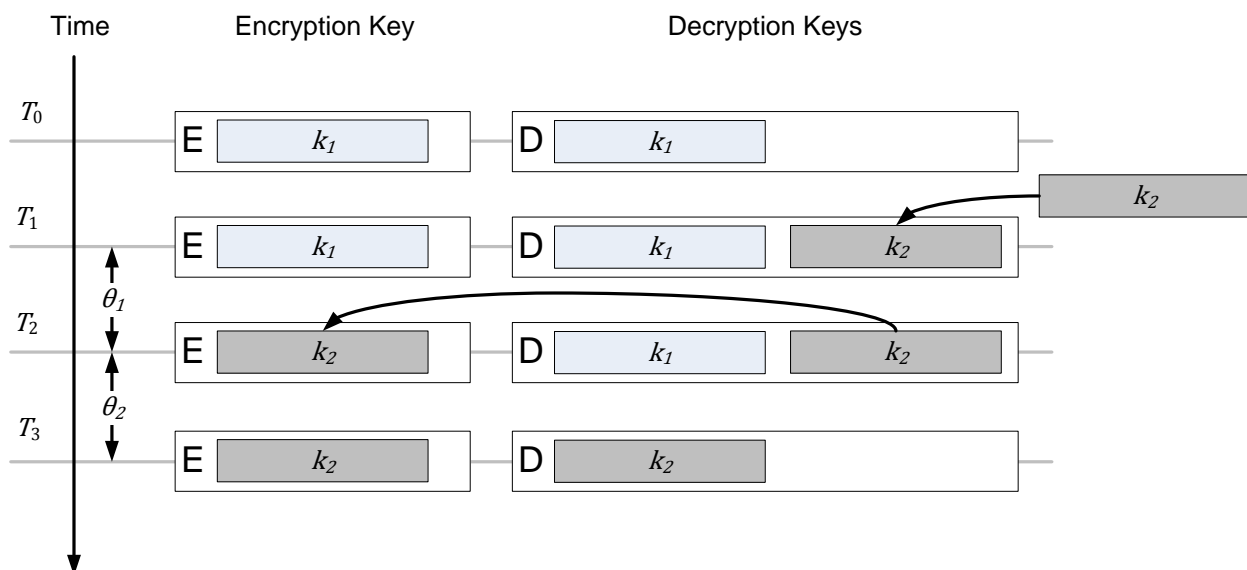 Time Encryption Key Decryption Keys
T0
E k1 D k1
k2
T1
E k1 D k1 k2
θ1
T2
E k2 D k1 k2
θ2
T3
E k2 D k2